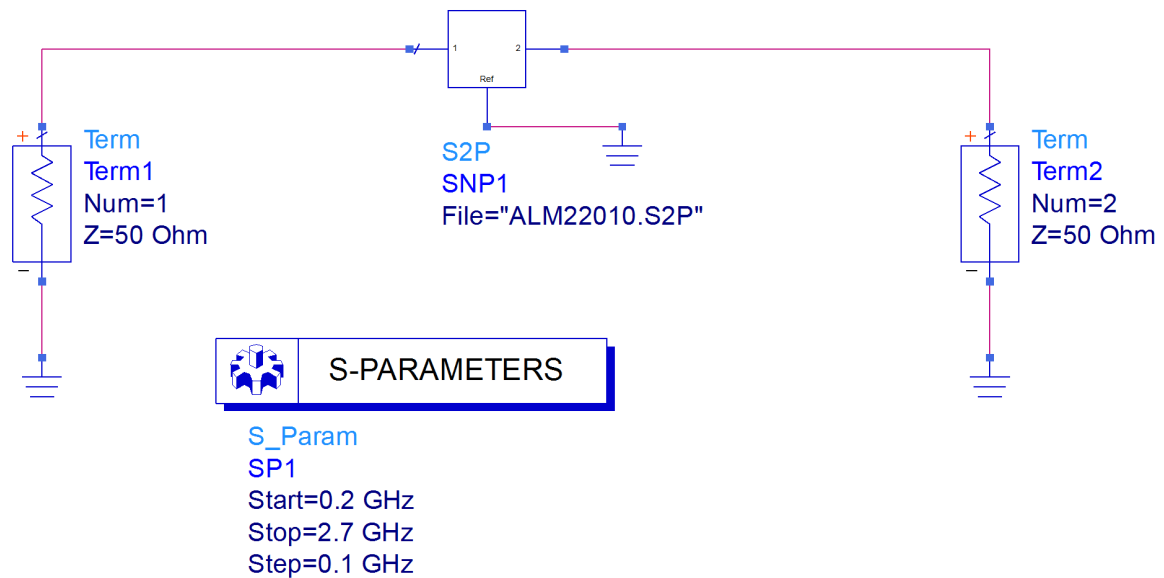 1
2
Ref
+
Term
Term1
Num=1
Z=50 Ohm
−
S2P
SNP1
File="ALM22010.S2P"
+
Term
Term2
Num=2
Z=50 Ohm
−
S-PARAMETERS
S_Param
SP1
Start=0.2 GHz
Stop=2.7 GHz
Step=0.1 GHz